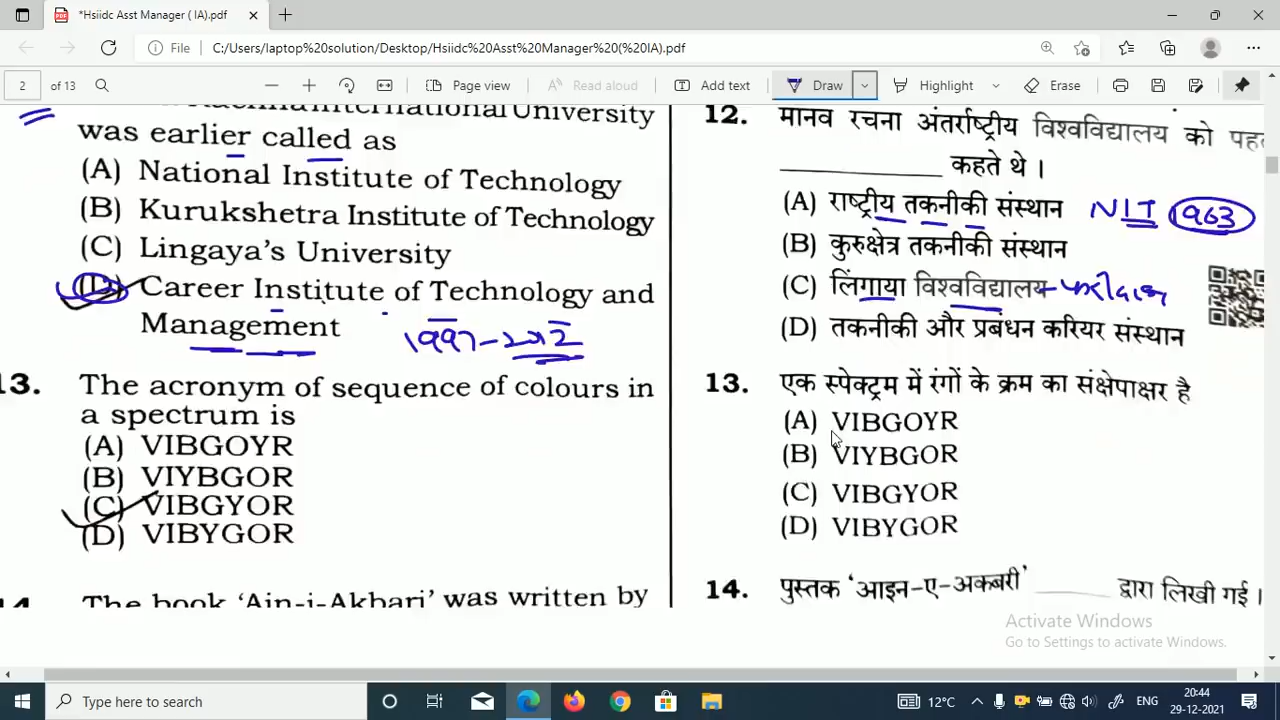 *Hsiidc Asst Manager ( IA).pdf
File C:/Users/laptop%20solution/Desktop/Hsiidc%20Asst%20Manager%20(%20IA).pdf
2 of 13 Page view Read aloud Add text Draw Highlight Erase
International University
was earlier called as
(A) National Institute of Technology
(B) Kurukshetra Institute of Technology
(C) Lingaya's University
Career Institute of Technology and
Management 1997-2012
13. The acronym of sequence of colours in
a spectrum is
(A) VIBGOYR
(B) VIYBGOR
(C) VIBGYOR
(D) VIBYGOR
The book 'Ain-i-Akbari' was written by
12. मानव रचना अंतर्राष्ट्रीय विश्वविद्यालय को
__________ कहते थे ।
(A) राष्ट्रीय तकनीकी संस्थान NIT 1963
(B) कुरुक्षेत्र तकनीकी संस्थान
(C) लिंगाया विश्वविद्यालय
(D) तकनीकी और प्रबंधन करियर संस्थान
13. एक स्पेक्ट्रम में रंगों के क्रम का संक्षेपाक्षर है
(A) VIBGOYR
(B) VIYBGOR
(C) VIBGYOR
(D) VIBYGOR
14. पुस्तक 'आइन-ए-अकबरी' ______ द्वारा लिखी गई ।
Activate Windows
Go to Settings to activate Windows.
Type here to search
12°C ENG 20:44
29-12-2021